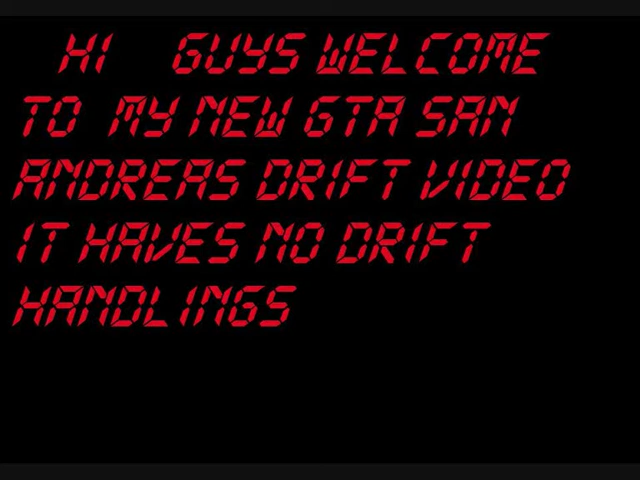 HI GUYS WELCOME
TO MY NEW GTA SAN
ANDREAS DRIFT VIDEO
IT HAVES NO DRIFT
HANDLINGS